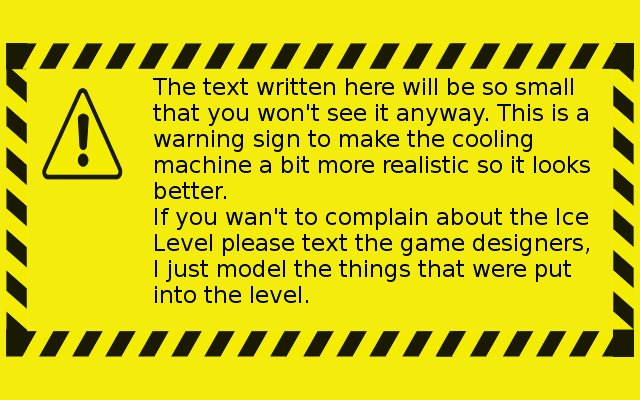 The text written here will be so small
that you won't see it anyway. This is a
warning sign to make the cooling
machine a bit more realistic so it looks
better.
If you wan't to complain about the Ice
Level please text the game designers,
I just model the things that were put
into the level.